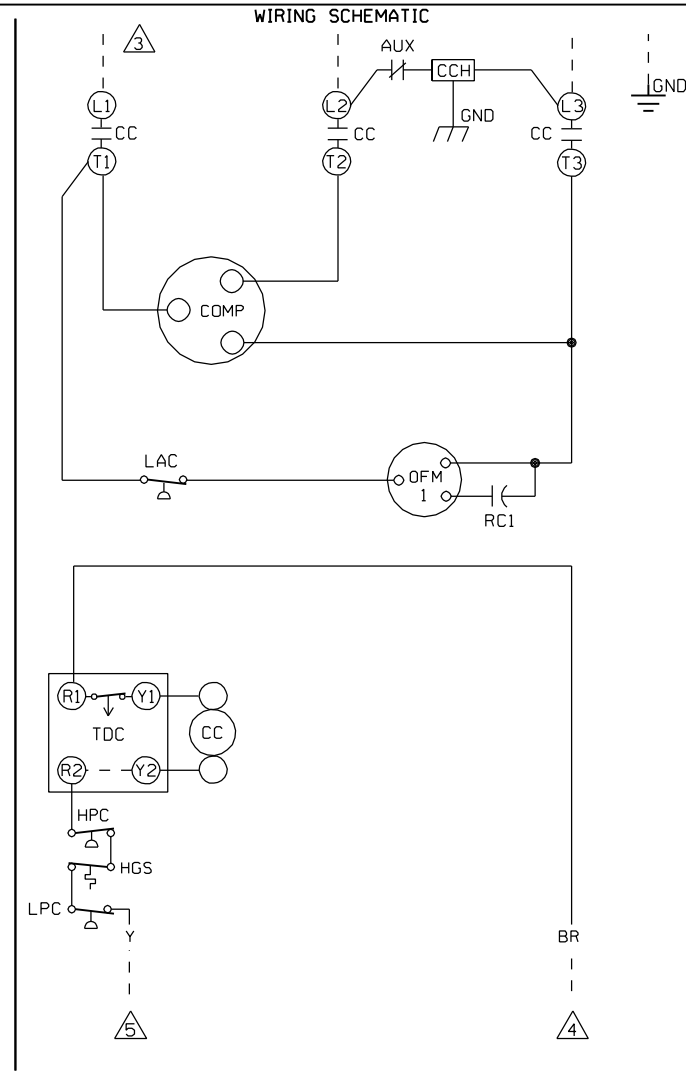 WIRING SCHEMATIC
3
AUX
CCH
GND
GND
L1
L2
L3
CC
CC
CC
T1
T2
T3
COMP
LAC
OFM
1
RC1
R1
Y1
TDC
CC
R2
Y2
HPC
HGS
LPC
Y
BR
5
4